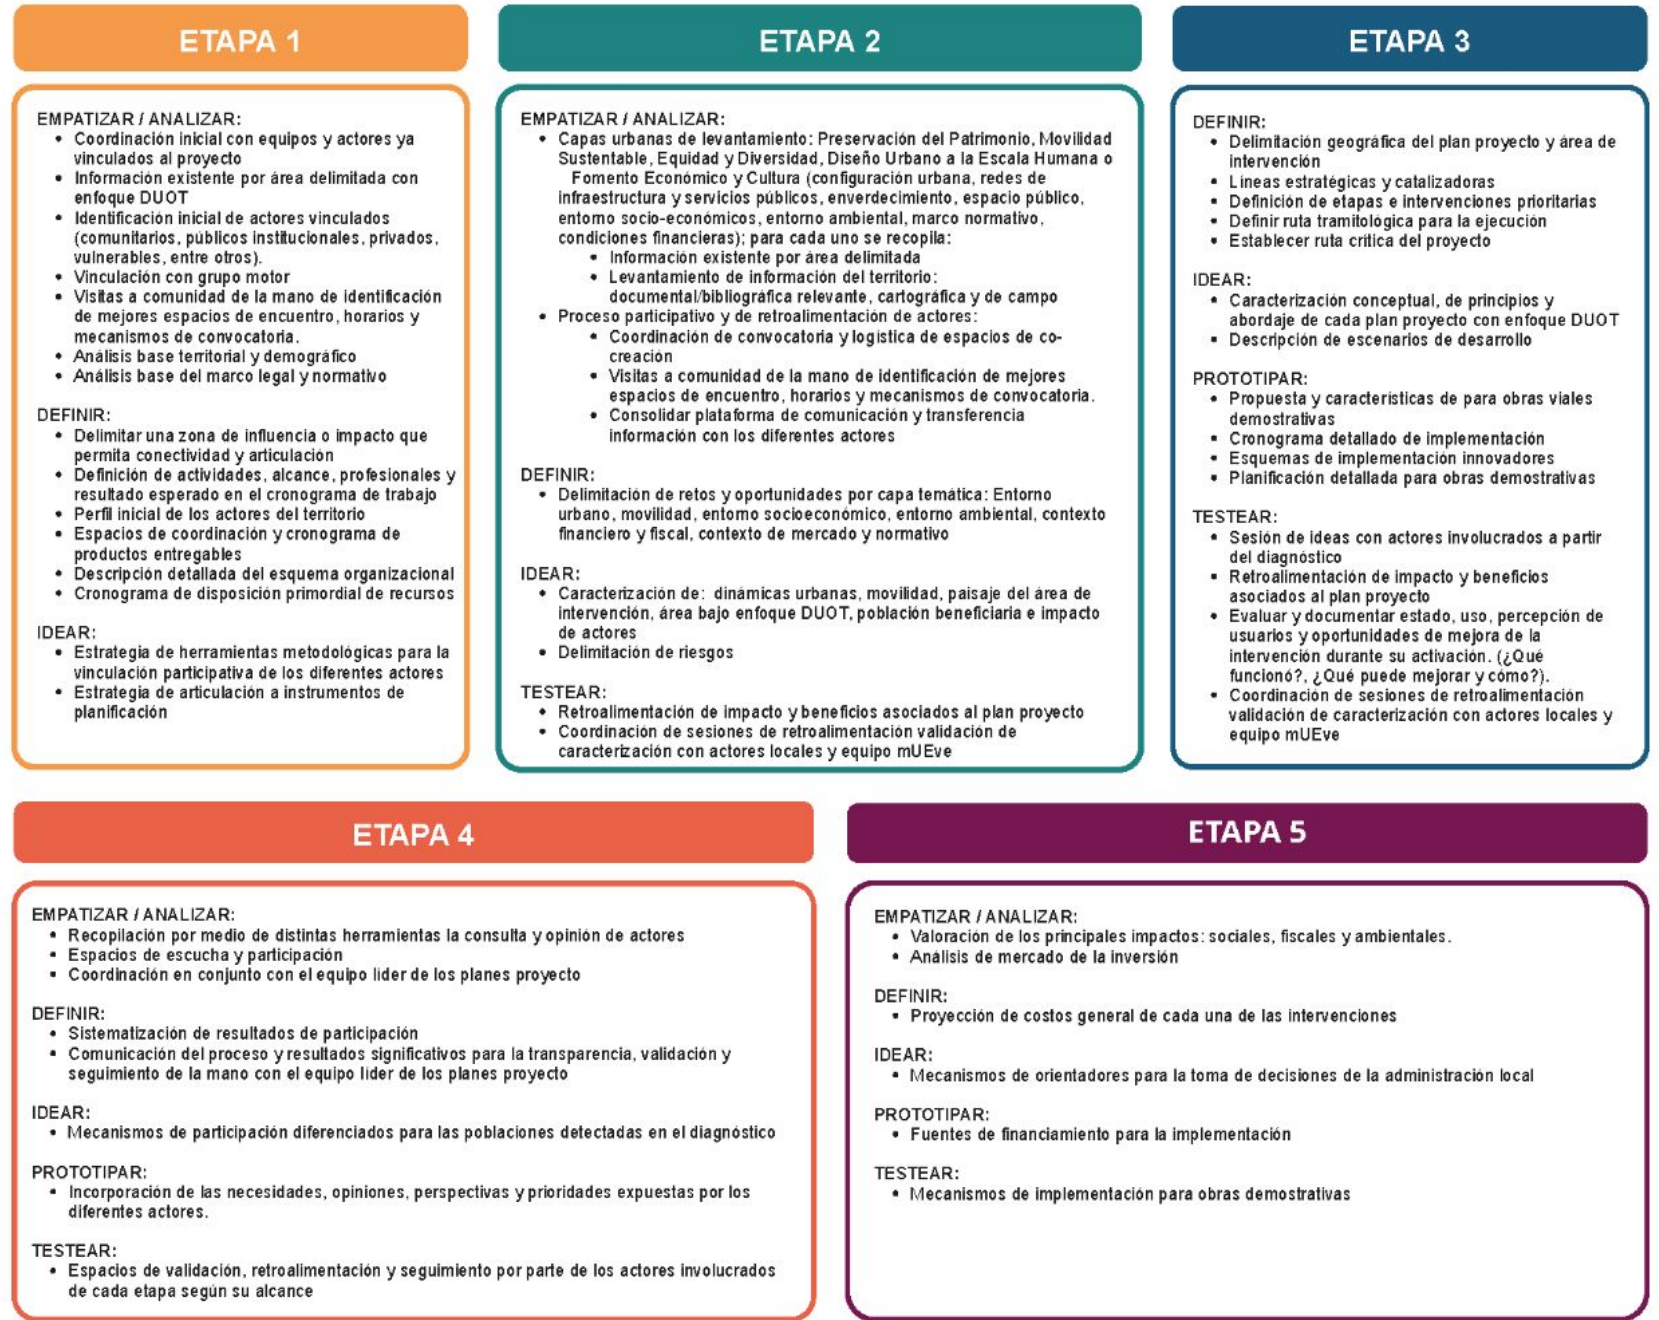 ETAPA 1
EMPATIZAR / ANALIZAR:
• Coordinación inicial con equipos y actores ya
vinculados al proyecto
• Información existente por área delimitada con
enfoque DUOT
• Identificación inicial de actores vinculados
(comunitarios, públicos institucionales, privados,
vulnerables, entre otros).
• Vinculación con grupo motor
• Visitas a comunidad de la mano de identificación
de mejores espacios de encuentro, horarios y
mecanismos de convocatoria.
• Análisis base territorial y demográfico
• Análisis base del marco legal y normativo
DEFINIR:
• Delimitar una zona de influencia o impacto que
permita conectividad y articulación
• Definición de actividades, alcance, profesionales y
resultado esperado en el cronograma de trabajo
• Perfil inicial de los actores del territorio
• Espacios de coordinación y cronograma de
productos entregables
• Descripción detallada del esquema organizacional
• Cronograma de disposición primordial de recursos
IDEAR:
• Estrategia de herramientas metodológicas para la
vinculación participativa de los diferentes actores
• Estrategia de articulación a instrumentos de
planificación
ETAPA 2
EMPATIZAR / ANALIZAR:
• Capas urbanas de levantamiento: Preservación del Patrimonio, Movilidad
Sustentable, Equidad y Diversidad, Diseño Urbano a la Escala Humana o
Fomento Económico y Cultura (configuración urbana, redes de
infraestructura y servicios públicos, enverdecimiento, espacio público,
entorno socio-económicos, entorno ambiental, marco normativo,
condiciones financieras); para cada uno se recopila:
• Información existente por área delimitada
• Levantamiento de información del territorio:
documental/bibliográfica relevante, cartográfica y de campo
• Proceso participativo y de retroalimentación de actores:
• Coordinación de convocatoria y logística de espacios de co-
creación
• Visitas a comunidad de la mano de identificación de mejores
espacios de encuentro, horarios y mecanismos de convocatoria.
• Consolidar plataforma de comunicación y transferencia
información con los diferentes actores
DEFINIR:
• Delimitación de retos y oportunidades por capa temática: Entorno
urbano, movilidad, entorno socioeconómico, entorno ambiental, contexto
financiero y fiscal, contexto de mercado y normativo
IDEAR:
• Caracterización de: dinámicas urbanas, movilidad, paisaje del área de
intervención, área bajo enfoque DUOT, población beneficiaria e impacto
de actores
• Delimitación de riesgos
TESTEAR:
• Retroalimentación de impacto y beneficios asociados al plan proyecto
• Coordinación de sesiones de retroalimentación validación de
caracterización con actores locales y equipo mUEve
ETAPA 3
DEFINIR:
• Delimitación geográfica del plan proyecto y área de
intervención
• Líneas estratégicas y catalizadoras
• Definición de etapas e intervenciones prioritarias
• Definir ruta tramitológica para la ejecución
• Establecer ruta crítica del proyecto
IDEAR:
• Caracterización conceptual, de principios y
abordaje de cada plan proyecto con enfoque DUOT
• Descripción de escenarios de desarrollo
PROTOTIPAR:
• Propuesta y características de para obras viales
demostrativas
• Cronograma detallado de implementación
• Esquemas de implementación innovadores
• Planificación detallada para obras demostrativas
TESTEAR:
• Sesión de ideas con actores involucrados a partir
del diagnóstico
• Retroalimentación de impacto y beneficios
asociados al plan proyecto
• Evaluar y documentar estado, uso, percepción de
usuarios y oportunidades de mejora de la
intervención durante su activación. (¿Qué
funcionó?, ¿Qué puede mejorar y cómo?).
• Coordinación de sesiones de retroalimentación
validación de caracterización con actores locales y
equipo mUEve
ETAPA 4
EMPATIZAR / ANALIZAR:
• Recopilación por medio de distintas herramientas la consulta y opinión de actores
• Espacios de escucha y participación
• Coordinación en conjunto con el equipo líder de los planes proyecto
DEFINIR:
• Sistematización de resultados de participación
• Comunicación del proceso y resultados significativos para la transparencia, validación y
seguimiento de la mano con el equipo líder de los planes proyecto
IDEAR:
• Mecanismos de participación diferenciados para las poblaciones detectadas en el diagnóstico
PROTOTIPAR:
• Incorporación de las necesidades, opiniones, perspectivas y prioridades expuestas por los
diferentes actores.
TESTEAR:
• Espacios de validación, retroalimentación y seguimiento por parte de los actores involucrados
de cada etapa según su alcance
ETAPA 5
EMPATIZAR / ANALIZAR:
• Valoración de los principales impactos: sociales, fiscales y ambientales.
• Análisis de mercado de la inversión
DEFINIR:
• Proyección de costos general de cada una de las intervenciones
IDEAR:
• Mecanismos de orientadores para la toma de decisiones de la administración local
PROTOTIPAR:
• Fuentes de financiamiento para la implementación
TESTEAR:
• Mecanismos de implementación para obras demostrativas